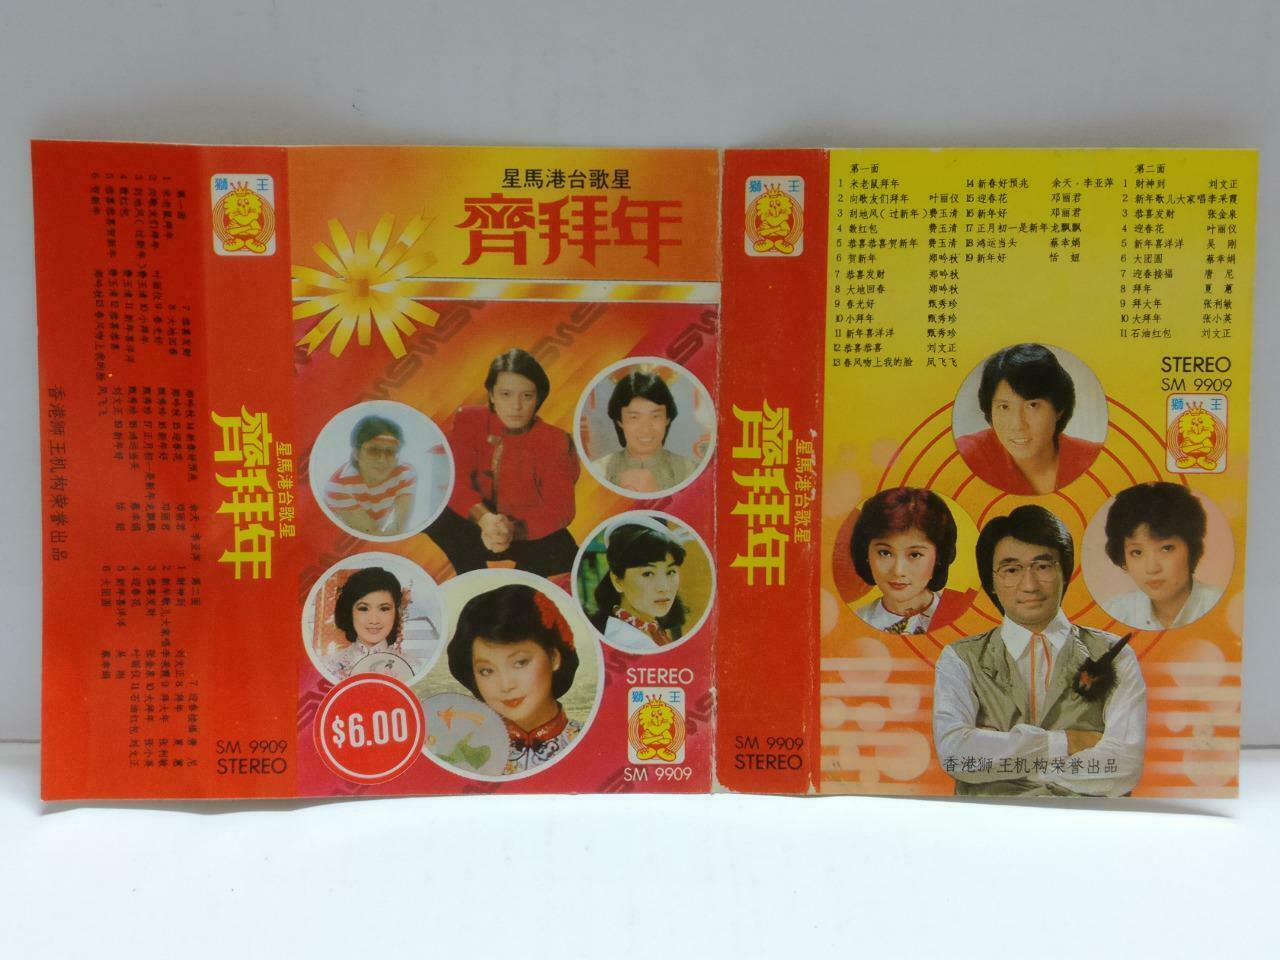 第一面
1 米老鼠拜年
2 向歌友们拜年 叶丽仪
3 刮地风(过新年) 费玉清
4 数红包 费玉清
5 恭喜恭喜贺新年 费玉清
6 贺新年 郑吟秋
7 恭喜发财 郑吟秋
8 大地回春 郑吟秋
9 春光好 甄秀珍
10 小拜年 甄秀珍
11 新年喜洋洋 甄秀珍
12 恭喜恭喜 刘文正
13 春风吻上我的脸 凤飞飞
14 新春好预兆 余天·李亚萍
15 迎春花 邓丽君
16 新年好 邓丽君
17 正月初一是新年 龙飘飘
18 鸿运当头 蔡幸娟
19 新年好 恬妞
第二面
1 财神到 刘文正
2 新年歌儿大家唱 李采霞
3 恭喜发财 张金泉
4 迎春花 叶丽仪
5 新年喜洋洋 吴刚
6 大团圆 蔡幸娟
7 迎春接福 唐尼
8 拜年 夏蕙
9 拜大年 张利敏
10 大拜年 张小英
11 石油红包 刘文正
STEREO
SM 9909
獅王
香港狮王机构荣誉出品
獅王
星馬港台歌星
齊拜年
SM 9909
STEREO
星馬港台歌星
齊拜年
$6.00
STEREO
獅王
SM 9909
獅王
星馬港台歌星
齊拜年
SM 9909
STEREO
香港狮王机构荣誉出品